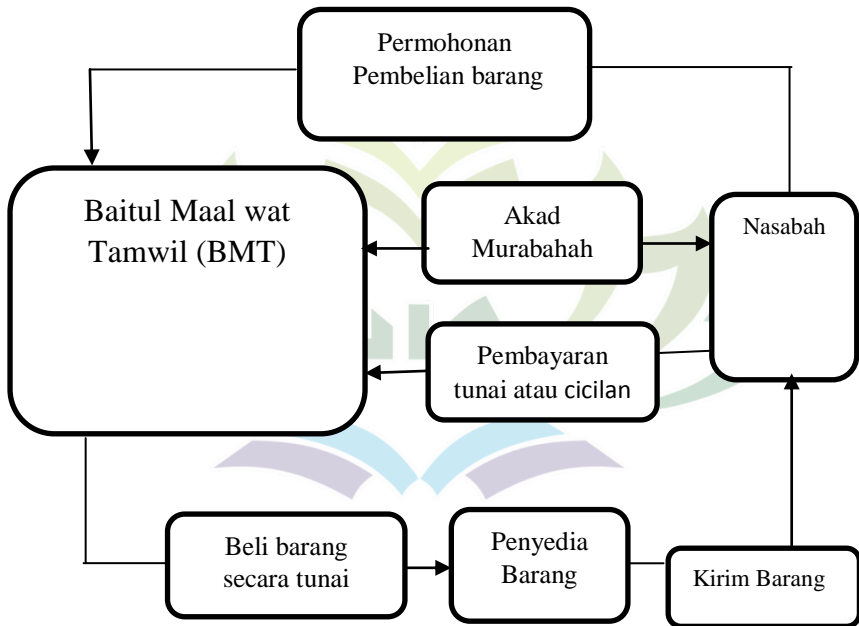 Permohonan
Pembelian barang
Baitul Maal wat
Tamwil (BMT)
Akad
Murabahah
Nasabah
Pembayaran
tunai atau cicilan
Beli barang
secara tunai
Penyedia
Barang
Kirim Barang